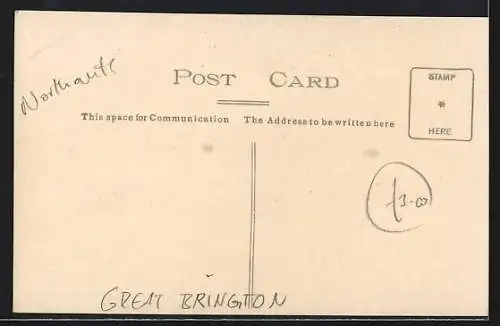 Northants
POST CARD
STAMP
*
HERE
This space for Communication The Address to be written here
£3-00
GREAT BRINGTON